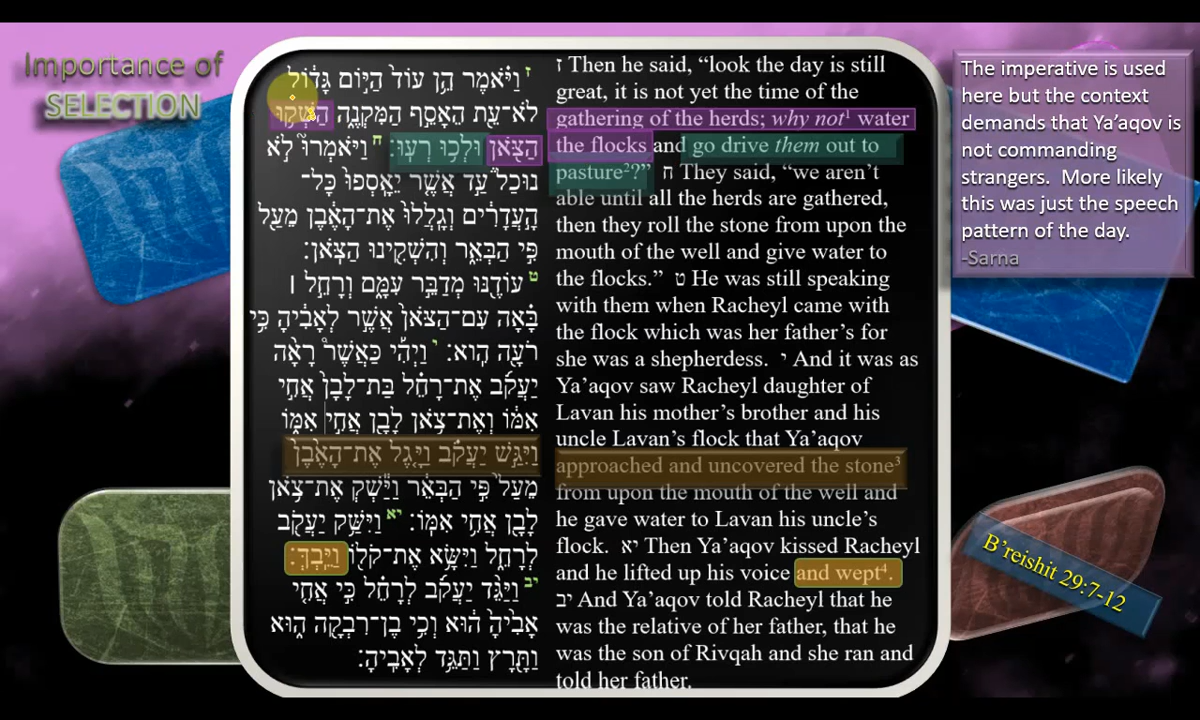 Importance of
SELECTION
ז וַיֹּאמֶר הֵן עוֹד הַיּוֹם גָּדוֹל
לֹא־עֵת הֵאָסֵף הַמִּקְנֶה הַשְׁקוּ
הַצֹּאן וּלְכוּ רְעוּ׃ ח וַיֹּאמְרוּ לֹא
נוּכַל עַד אֲשֶׁר יֵאָסְפוּ כָּל־
הָעֲדָרִים וְגָלֲלוּ אֶת־הָאֶבֶן מֵעַל
פִּי הַבְּאֵר וְהִשְׁקִינוּ הַצֹּאן׃
ט עוֹדֶנּוּ מְדַבֵּר עִמָּם וְרָחֵל ׀
בָּאָה עִם־הַצֹּאן אֲשֶׁר לְאָבִיהָ כִּי
רֹעָה הִוא׃ י וַיְהִי כַּאֲשֶׁר רָאָה
יַעֲקֹב אֶת־רָחֵל בַּת־לָבָן אֲחִי
אִמּוֹ וְאֶת־צֹאן לָבָן אֲחִי אִמּוֹ
וַיִּגַּשׁ יַעֲקֹב וַיָּגֶל אֶת־הָאֶבֶן
מֵעַל פִּי הַבְּאֵר וַיַּשְׁק אֶת־צֹאן
לָבָן אֲחִי אִמּוֹ׃ יא וַיִּשַּׁק יַעֲקֹב
לְרָחֵל וַיִּשָּׂא אֶת־קֹלוֹ וַיֵּבְךְּ׃
יב וַיַּגֵּד יַעֲקֹב לְרָחֵל כִּי אֲחִי
אָבִיהָ הוּא וְכִי בֶן־רִבְקָה הוּא
וַתָּרָץ וַתַּגֵּד לְאָבִיהָ׃
ז Then he said, “look the day is still
great, it is not yet the time of the
gathering of the herds; why not¹ water
the flocks and go drive them out to
pasture²?” ח They said, “we aren’t
able until all the herds are gathered,
then they roll the stone from upon the
mouth of the well and give water to
the flocks.” ט He was still speaking
with them when Racheyl came with
the flock which was her father’s for
she was a shepherdess. י And it was as
Ya’aqov saw Racheyl daughter of
Lavan his mother’s brother and his
uncle Lavan’s flock that Ya’aqov
approached and uncovered the stone³
from upon the mouth of the well and
he gave water to Lavan his uncle’s
flock. יא Then Ya’aqov kissed Racheyl
and he lifted up his voice and wept⁴.
יב And Ya’aqov told Racheyl that he
was the relative of her father, that he
was the son of Rivqah and she ran and
told her father.
The imperative is used
here but the context
demands that Ya’aqov is
not commanding
strangers. More likely
this was just the speech
pattern of the day.
-Sarna
B’reishit 29:7-12